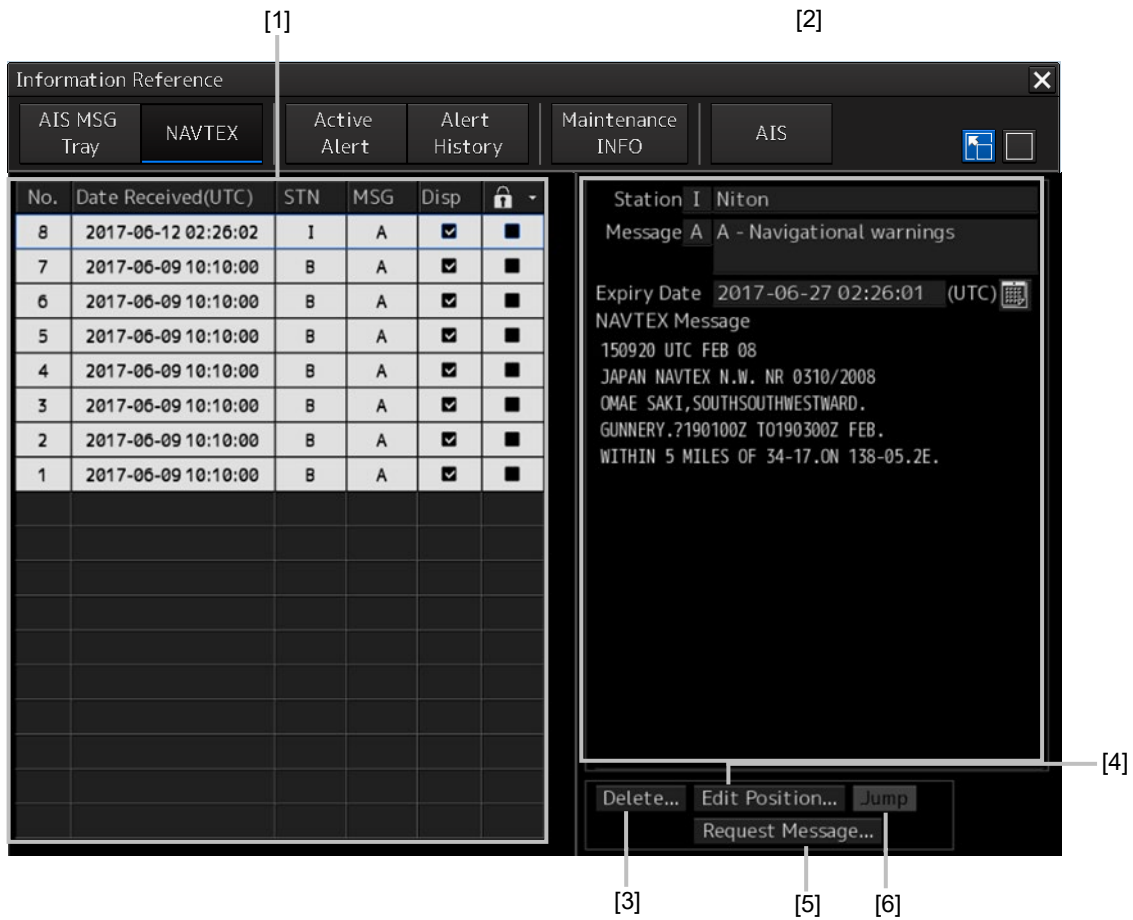 [1] [2]
Information Reference
AIS MSG Tray NAVTEX Active Alert Alert History Maintenance INFO AIS
No. Date Received(UTC) STN MSG Disp
8 2017-06-12 02:26:02 I A
7 2017-06-09 10:10:00 B A
6 2017-06-09 10:10:00 B A
5 2017-06-09 10:10:00 B A
4 2017-06-09 10:10:00 B A
3 2017-06-09 10:10:00 B A
2 2017-06-09 10:10:00 B A
1 2017-06-09 10:10:00 B A
Station I Niton
Message A A - Navigational warnings
Expiry Date 2017-06-27 02:26:01 (UTC)
NAVTEX Message
150920 UTC FEB 08
JAPAN NAVTEX N.W. NR 0310/2008
OMAE SAKI,SOUTHSOUTHWESTWARD.
GUNNERY.?190100Z TO190300Z FEB.
WITHIN 5 MILES OF 34-17.0N 138-05.2E.
[4]
Delete... Edit Position... Jump
Request Message...
[3] [5] [6]